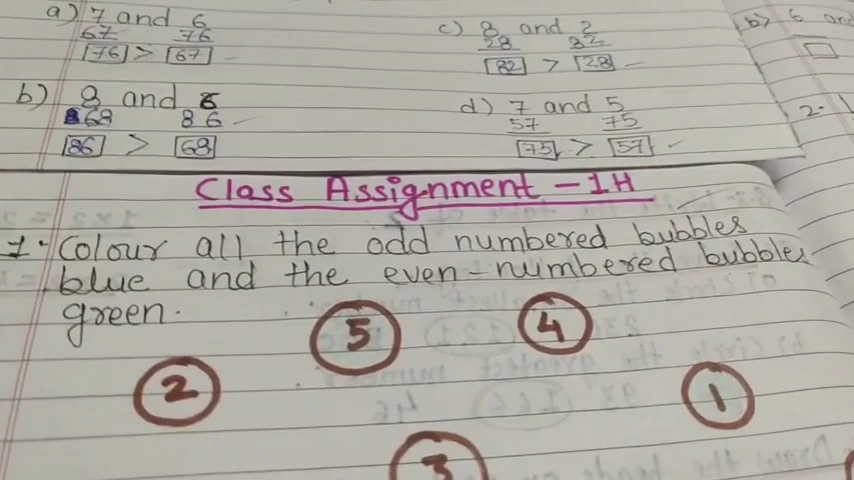 a) 7 and 6
67 76
76 > 67
b) 8 and 6
68 86
86 > 68
c) 8 and 2
28 82
82 > 28
d) 7 and 5
57 75
75 > 57
b) 6 and
2.
Class Assignment - 1H
1. Colour all the odd numbered bubbles
blue and the even-numbered bubbles
green.
5 4
2 1
3